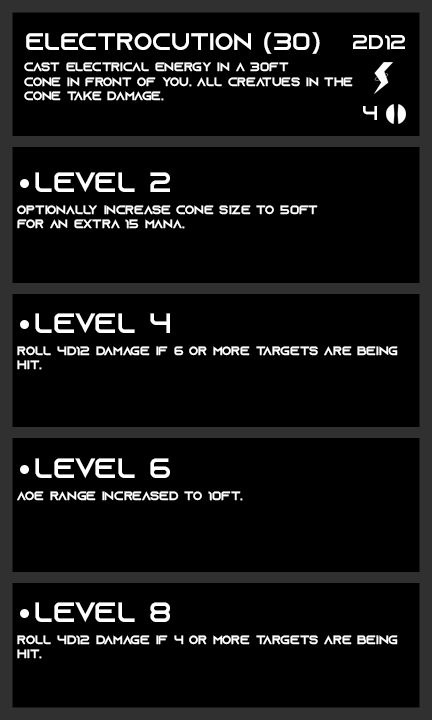 ELECTROCUTION (30) 2D12
CAST ELECTRICAL ENERGY IN A 30FT
CONE IN FRONT OF YOU. ALL CREATUES IN THE
CONE TAKE DAMAGE.
4
•LEVEL 2
OPTIONALLY INCREASE CONE SIZE TO 50FT
FOR AN EXTRA 15 MANA.
•LEVEL 4
ROLL 4D12 DAMAGE IF 6 OR MORE TARGETS ARE BEING
HIT.
•LEVEL 6
AOE RANGE INCREASED TO 10FT.
•LEVEL 8
ROLL 4D12 DAMAGE IF 4 OR MORE TARGETS ARE BEING
HIT.